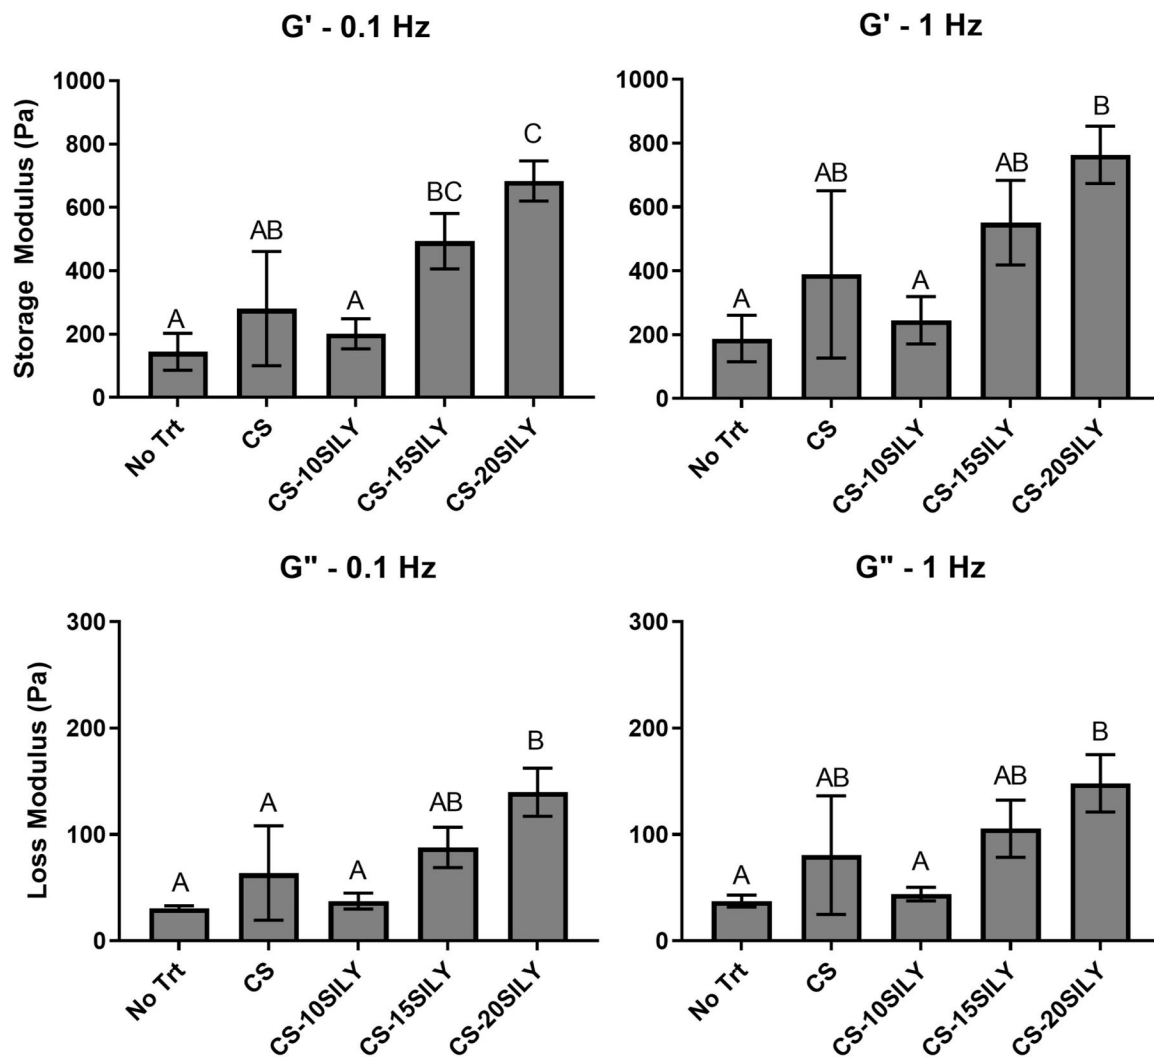 G' - 0.1 Hz
Storage Modulus (Pa)
1000
800
600
400
200
0
A
AB
A
BC
C
No Trt
CS
CS-10SILY
CS-15SILY
CS-20SILY
G' - 1 Hz
1000
800
600
400
200
0
A
AB
A
AB
B
No Trt
CS
CS-10SILY
CS-15SILY
CS-20SILY
G" - 0.1 Hz
Loss Modulus (Pa)
300
200
100
0
A
A
A
AB
B
No Trt
CS
CS-10SILY
CS-15SILY
CS-20SILY
G" - 1 Hz
300
200
100
0
A
AB
A
AB
B
No Trt
CS
CS-10SILY
CS-15SILY
CS-20SILY